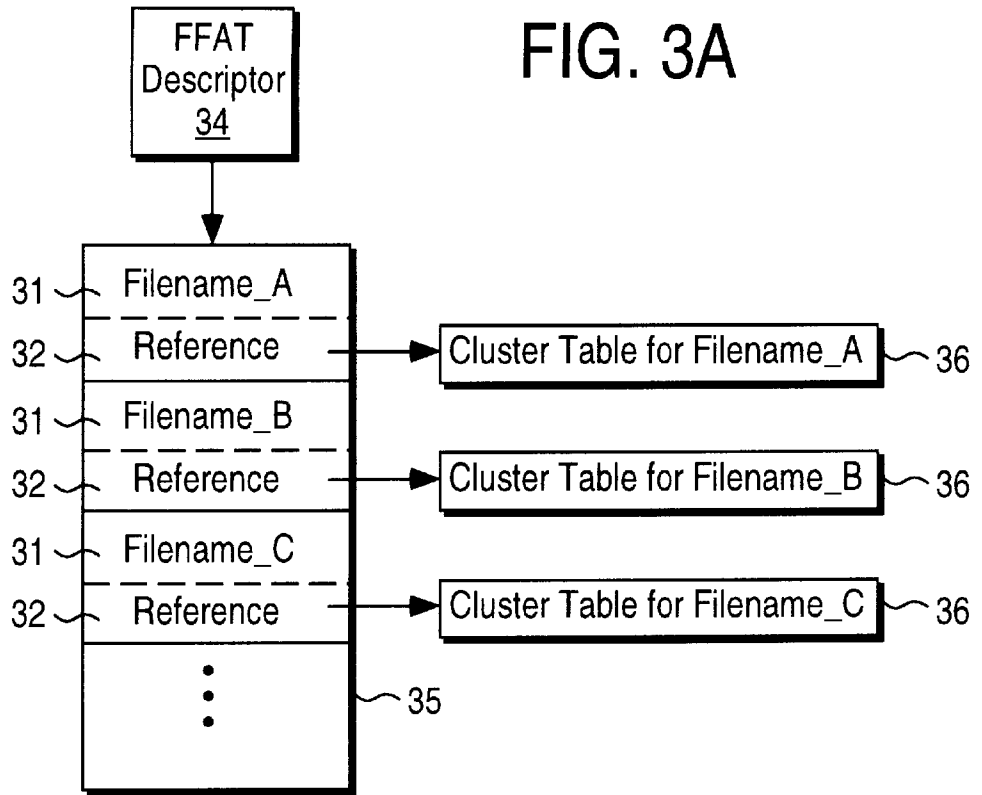 FFAT
Descriptor
34
FIG. 3A
31 Filename_A
32 Reference Cluster Table for Filename_A 36
31 Filename_B
32 Reference Cluster Table for Filename_B 36
31 Filename_C
32 Reference Cluster Table for Filename_C 36
35